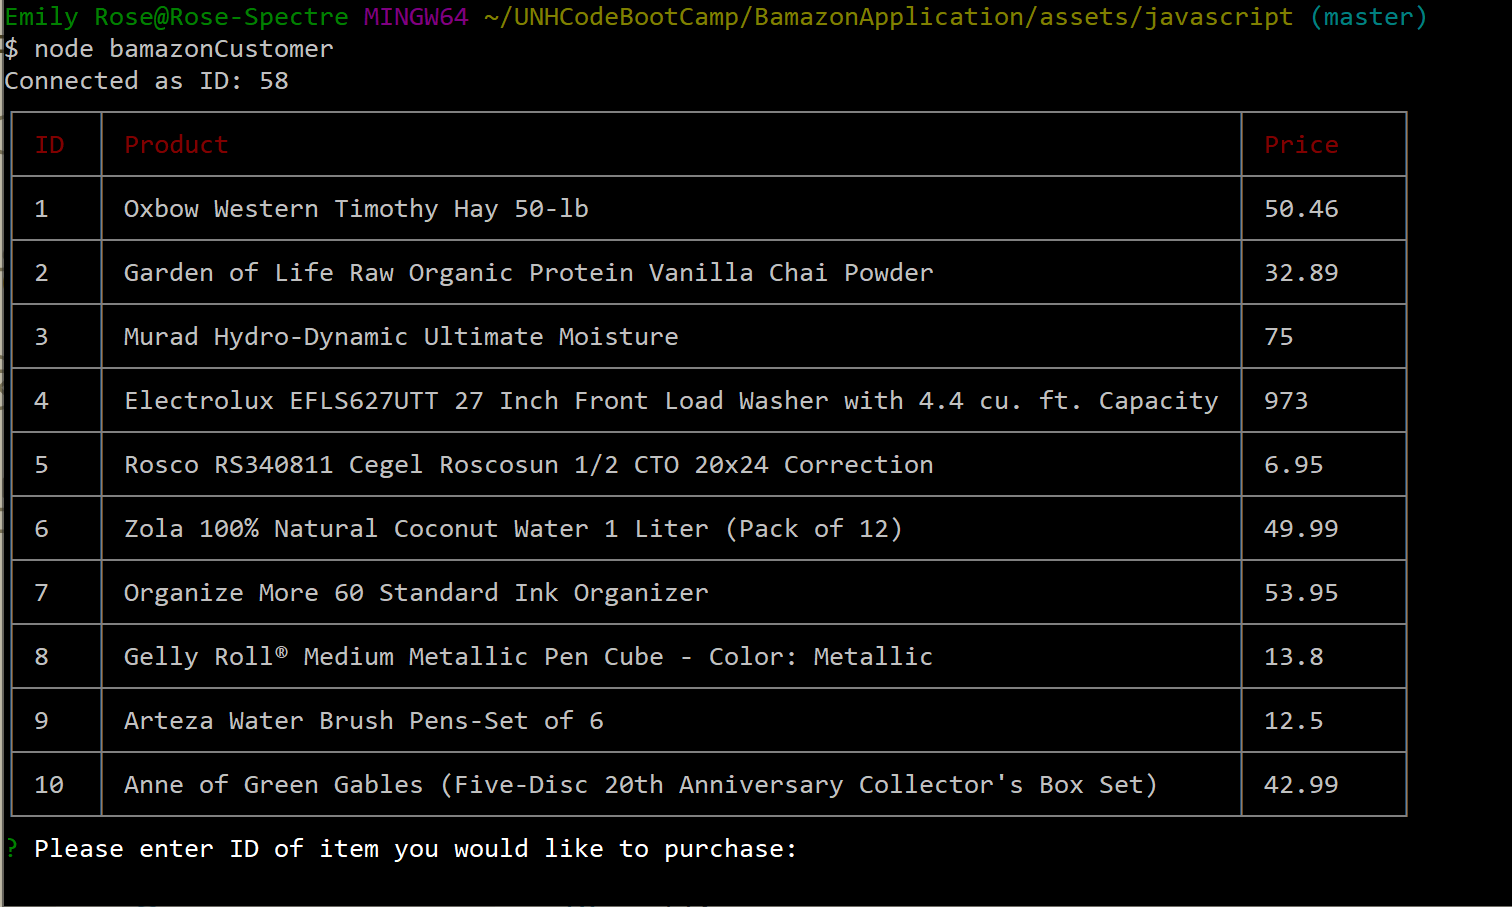 Emily Rose@Rose-Spectre MINGW64 ~/UNHCodeBootCamp/BamazonApplication/assets/javascript (master)
$ node bamazonCustomer
Connected as ID: 58
ID Product Price
1 Oxbow Western Timothy Hay 50-lb 50.46
2 Garden of Life Raw Organic Protein Vanilla Chai Powder 32.89
3 Murad Hydro-Dynamic Ultimate Moisture 75
4 Electrolux EFLS627UTT 27 Inch Front Load Washer with 4.4 cu. ft. Capacity 973
5 Rosco RS340811 Cegel Roscosun 1/2 CTO 20x24 Correction 6.95
6 Zola 100% Natural Coconut Water 1 Liter (Pack of 12) 49.99
7 Organize More 60 Standard Ink Organizer 53.95
8 Gelly Roll® Medium Metallic Pen Cube - Color: Metallic 13.8
9 Arteza Water Brush Pens-Set of 6 12.5
10 Anne of Green Gables (Five-Disc 20th Anniversary Collector's Box Set) 42.99
? Please enter ID of item you would like to purchase: